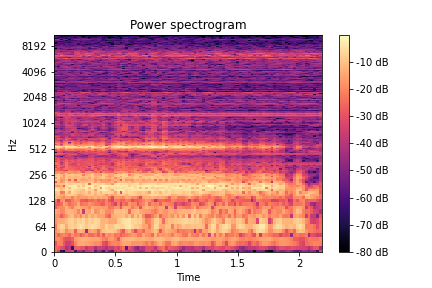 Power spectrogram
8192
4096
2048
1024
512
256
128
64
0
Hz
0
0.5
1
1.5
2
Time
-10 dB
-20 dB
-30 dB
-40 dB
-50 dB
-60 dB
-70 dB
-80 dB